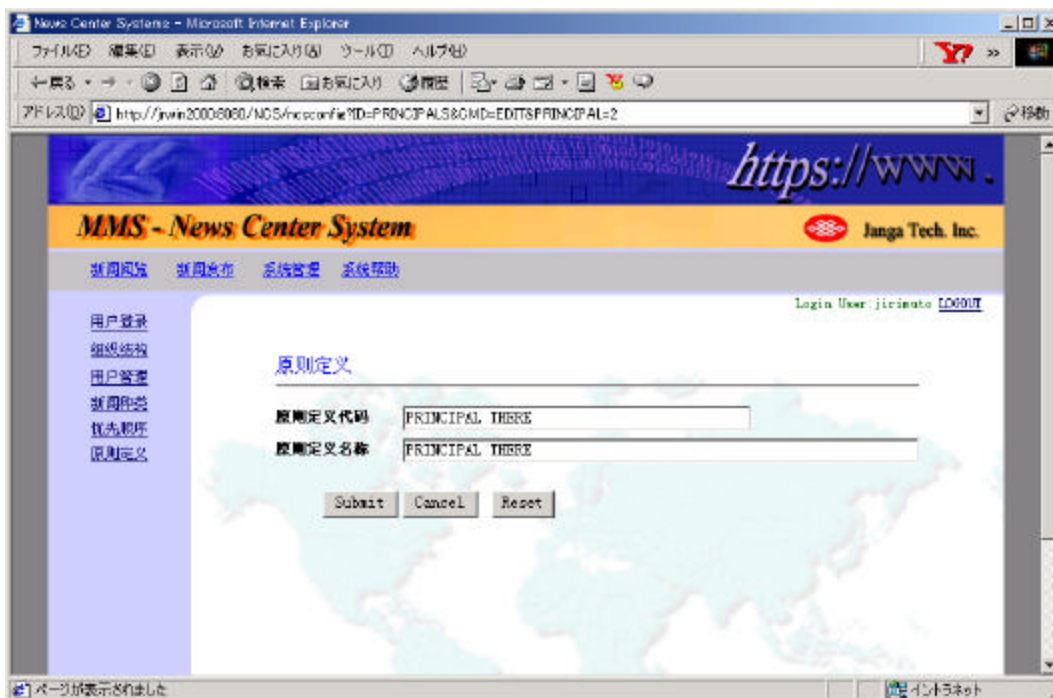 News Center Systems - Microsoft Internet Explorer
ファイル(F) 編集(E) 表示(V) お気に入り(A) ツール(T) ヘルプ(H)
戻る 検索 お気に入り 履歴
アドレス(D) http://jrwin2000:8080/NCS/ncsconfig?ID=PRINCIPALS&CMD=EDIT&PRINCIPAL=2 移動
https://www.
MMS - News Center System Janga Tech. Inc.
新闻阅览 新闻发布 系统管理 系统帮助
Login User:jirimuto LOGOUT
用户登录
组织结构
用户管理
新闻种类
优先顺序
原则定义
原则定义
原则定义代码 PRINCIPAL THERE
原则定义名称 PRINCIPAL THERE
Submit Cancel Reset
ページが表示されました イントラネット